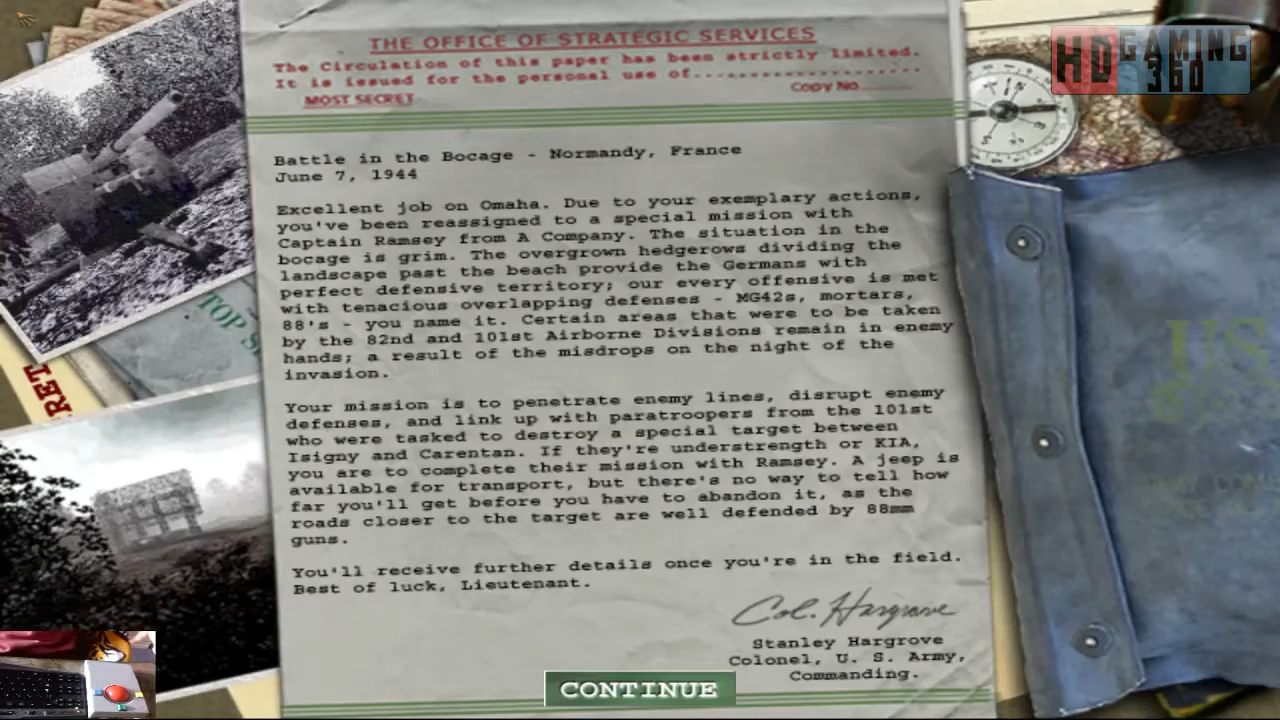 THE OFFICE OF STRATEGIC SERVICES
The Circulation of this paper has been strictly limited.
It is issued for the personal use of....................
MOST SECRET
Copy No.........
HD GAMING 360
Battle in the Bocage - Normandy, France
June 7, 1944
Excellent job on Omaha. Due to your exemplary actions,
you've been reassigned to a special mission with
Captain Ramsey from A Company. The situation in the
bocage is grim. The overgrown hedgerows dividing the
landscape past the beach provide the Germans with
perfect defensive territory; our every offensive is met
with tenacious overlapping defenses - MG42s, mortars,
88's - you name it. Certain areas that were to be taken
by the 82nd and 101st Airborne Divisions remain in enemy
hands; a result of the misdrops on the night of the
invasion.
Your mission is to penetrate enemy lines, disrupt enemy
defenses, and link up with paratroopers from the 101st
who were tasked to destroy a special target between
Isigny and Carentan. If they're understrength or KIA,
you are to complete their mission with Ramsey. A jeep is
available for transport, but there's no way to tell how
far you'll get before you have to abandon it, as the
roads closer to the target are well defended by 88mm
guns.
You'll receive further details once you're in the field.
Best of luck, Lieutenant.
Col. Hargrove
Stanley Hargrove
Colonel, U. S. Army,
Commanding.
CONTINUE
TOP S
RET
US